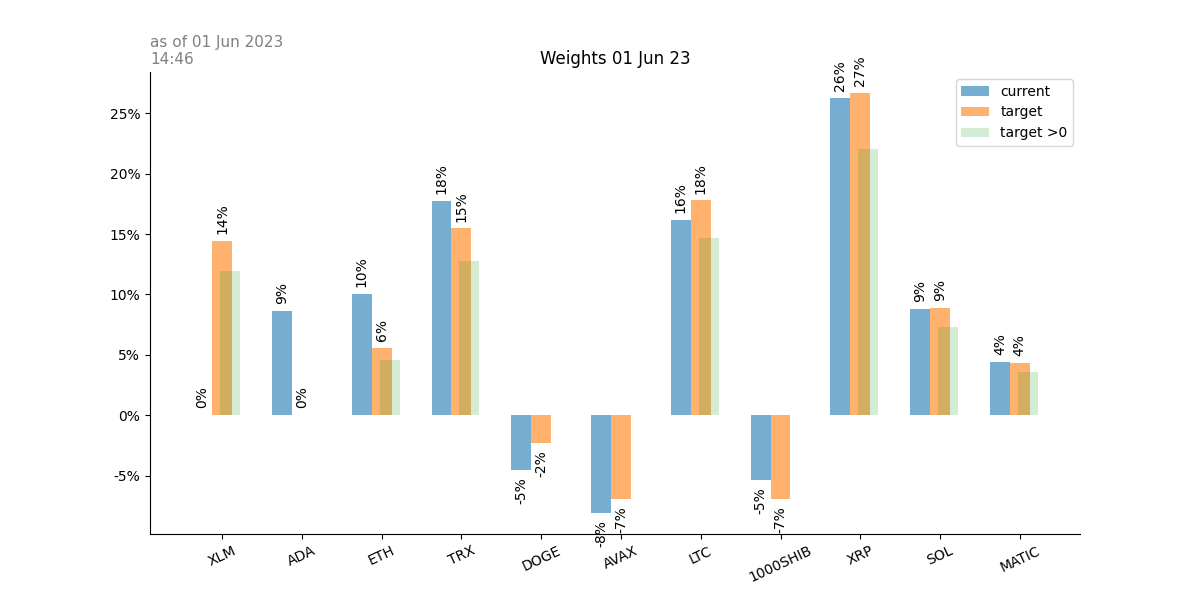 as of 01 Jun 2023
14:46
Weights 01 Jun 23
current
target
target >0
25%
20%
15%
10%
5%
0%
-5%
0%
14%
9%
0%
10%
6%
18%
15%
-5%
-2%
-8%
-7%
16%
18%
-5%
-7%
26%
27%
9%
9%
4%
4%
XLM
ADA
ETH
TRX
DOGE
AVAX
LTC
1000SHIB
XRP
SOL
MATIC